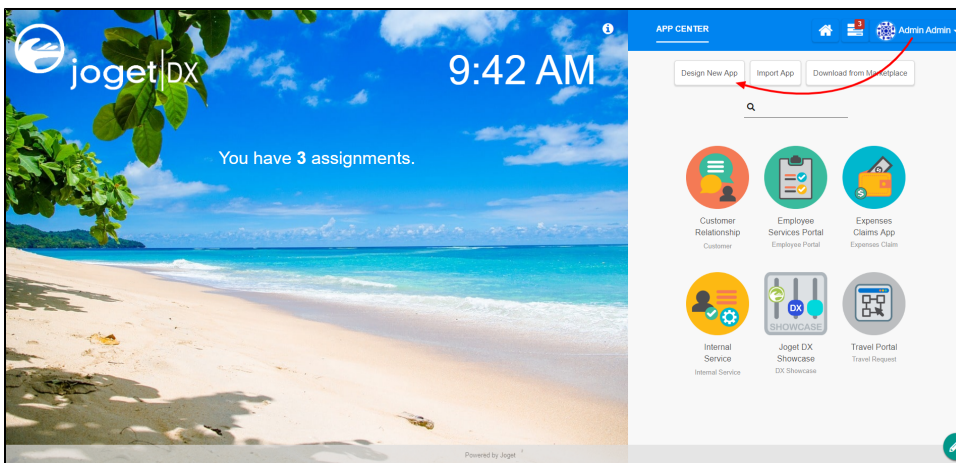 joget|DX
9:42 AM
You have 3 assignments.
Powered by Joget
APP CENTER
3
Admin Admin
Design New App
Import App
Download from Marketplace
Customer
Relationship
Customer
Employee
Services Portal
Employee Portal
Expenses
Claims App
Expenses Claim
Internal
Service
Internal Service
DX
SHOWCASE
Joget DX
Showcase
DX Showcase
Travel Portal
Travel Request